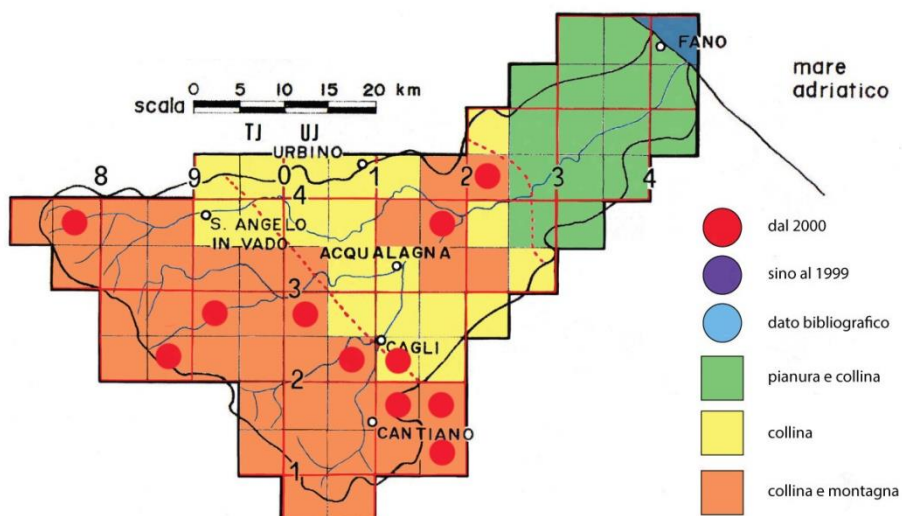 FANO
mare
adriatico
scala 0 5 10 15 20 km
TJ UJ
URBINO
8 9 0 1 2 3 4
4
S. ANGELO
IN VADO
ACQUALAGNA
3
CAGLI
2
CANTIANO
1
dal 2000
sino al 1999
dato bibliografico
pianura e collina
collina
collina e montagna